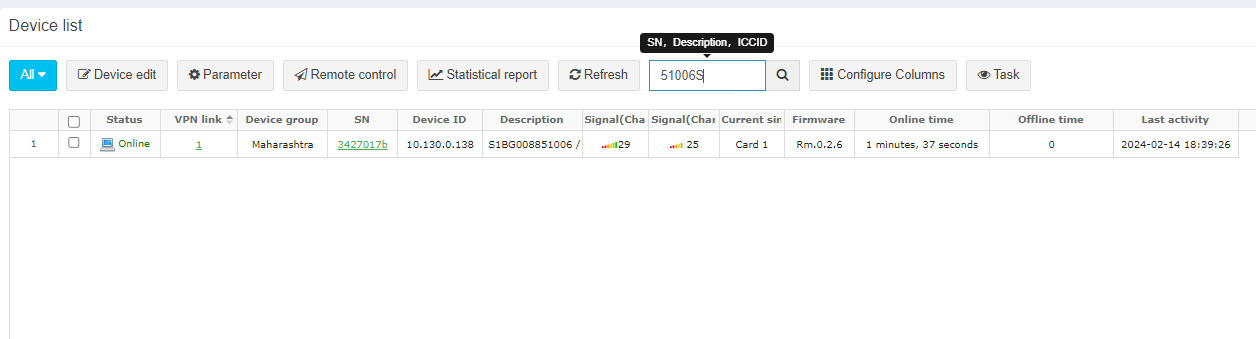 Device list
SN, Description, ICCID
All Device edit Parameter Remote control Statistical report Refresh 51006S Configure Columns Task
Status VPN link Device group SN Device ID Description Signal(Cha Signal(Char Current sin Firmware Online time Offline time Last activity
1 Online 1 Maharashtra 3427017b 10.130.0.138 S1BG008851006 / 29 25 Card 1 Rm.0.2.6 1 minutes, 37 seconds 0 2024-02-14 18:39:26